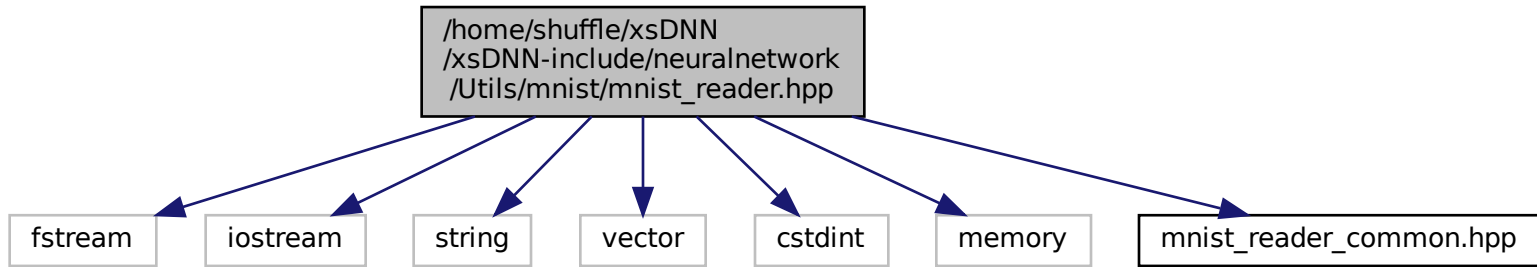 /home/shuffle/xsDNN
/xsDNN-include/neuralnetwork
/Utils/mnist/mnist_reader.hpp
fstream
iostream
string
vector
cstdint
memory
mnist_reader_common.hpp